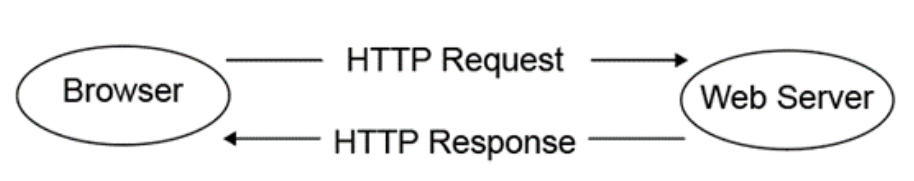 HTTP Request
Browser
Web Server
HTTP Response